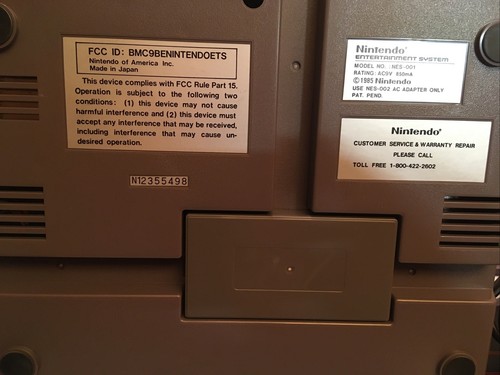 FCC ID: BMC9BENINTENDOETS
Nintendo of America Inc.
Made in Japan
This device complies with FCC Rule Part 15.
Operation is subject to the following two
conditions: (1) this device may not cause
harmful interference and (2) this device must
accept any interference that may be received,
including interference that may cause un-
desired operation.
N12355498
Nintendo®
ENTERTAINMENT SYSTEM
MODEL NO.: NES-001
RATING: AC9V 850mA
©1985 Nintendo
USE NES-002 AC ADAPTER ONLY
PAT. PEND.
Nintendo®
CUSTOMER SERVICE & WARRANTY REPAIR
PLEASE CALL
TOLL FREE 1-800-422-2602